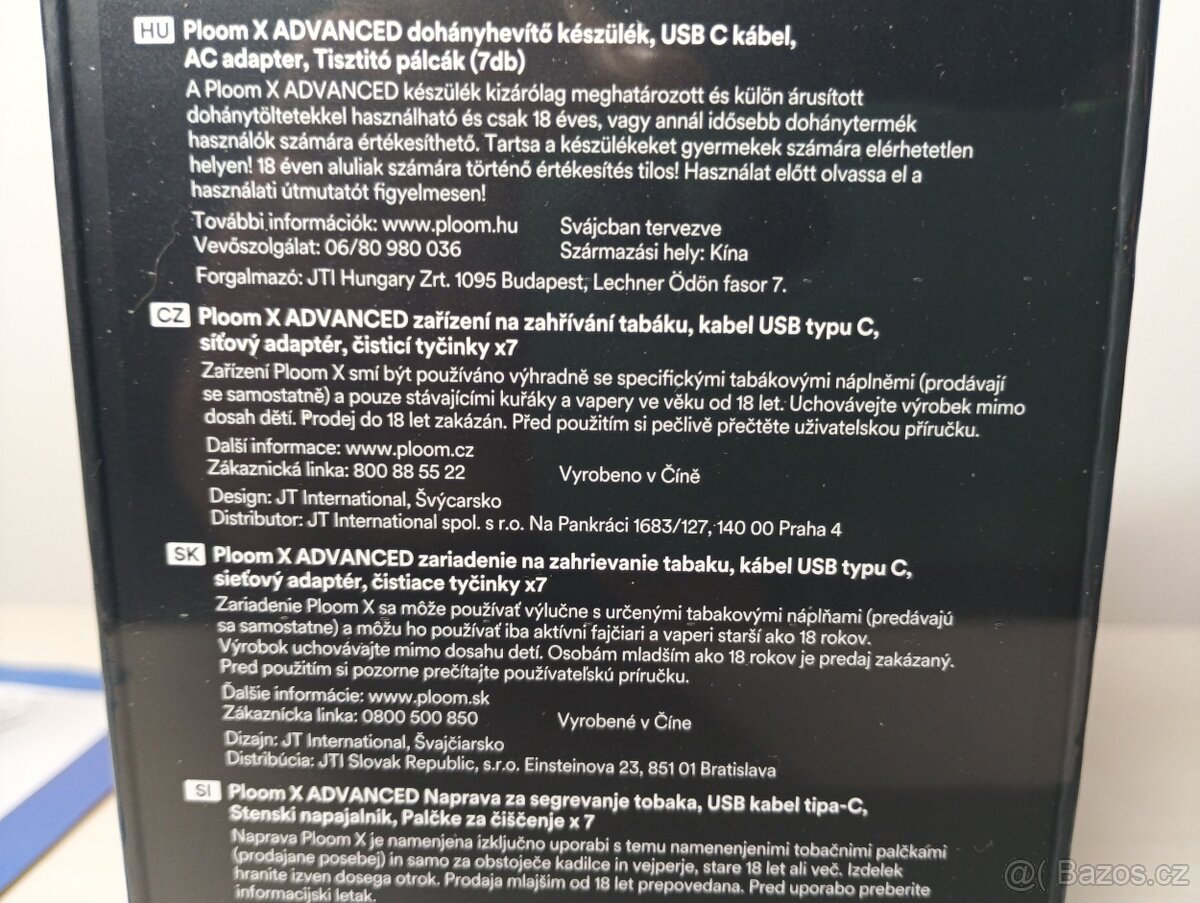 HU Ploom X ADVANCED dohányhevítő készülék, USB C kábel,
AC adapter, Tisztító pálcák (7db)
A Ploom X ADVANCED készülék kizárólag meghatározott és külön árusított
dohánytöltetekkel használható és csak 18 éves, vagy annál idősebb dohánytermék
használók számára értékesíthető. Tartsa a készülékeket gyermekek számára elérhetetlen
helyen! 18 éven aluliak számára történő értékesítés tilos! Használat előtt olvassa el a
használati útmutatót figyelmesen!
További információk: www.ploom.hu Svájcban tervezve
Vevőszolgálat: 06/80 980 036 Származási hely: Kína
Forgalmazó: JTI Hungary Zrt. 1095 Budapest, Lechner Ödön fasor 7.
CZ Ploom X ADVANCED zařízení na zahřívání tabáku, kabel USB typu C,
síťový adaptér, čisticí tyčinky x7
Zařízení Ploom X smí být používáno výhradně se specifickými tabákovými náplněmi (prodávají
se samostatně) a pouze stávajícími kuřáky a vapery ve věku od 18 let. Uchovávejte výrobek mimo
dosah dětí. Prodej do 18 let zakázán. Před použitím si pečlivě přečtěte uživatelskou příručku.
Další informace: www.ploom.cz
Zákaznická linka: 800 88 55 22 Vyrobeno v Číně
Design: JT International, Švýcarsko
Distributor: JT International spol. s r.o. Na Pankráci 1683/127, 140 00 Praha 4
SK Ploom X ADVANCED zariadenie na zahrievanie tabaku, kábel USB typu C,
sieťový adaptér, čistiace tyčinky x7
Zariadenie Ploom X sa môže používať výlučne s určenými tabakovými náplňami (predávajú
sa samostatne) a môžu ho používať iba aktívni fajčiari a vaperi starší ako 18 rokov.
Výrobok uchovávajte mimo dosahu detí. Osobám mladším ako 18 rokov je predaj zakázaný.
Pred použitím si pozorne prečítajte používateľskú príručku.
Ďalšie informácie: www.ploom.sk
Zákaznícka linka: 0800 500 850 Vyrobené v Číne
Dizajn: JT International, Švajčiarsko
Distribúcia: JTI Slovak Republic, s.r.o. Einsteinova 23, 851 01 Bratislava
SI Ploom X ADVANCED Naprava za segrevanje tobaka, USB kabel tipa-C,
Stenski napajalnik, Palčke za čiščenje x 7
Naprava Ploom X je namenjena izključno uporabi s temu namenenjenimi tobačnimi palčkami
(prodajane posebej) in samo za obstoječe kadilce in vejperje, stare 18 let ali več. Izdelek
hranite izven dosega otrok. Prodaja mlajšim od 18 let prepovedana. Pred uporabo preberite
informacijski letak.
@( Bazos.cz